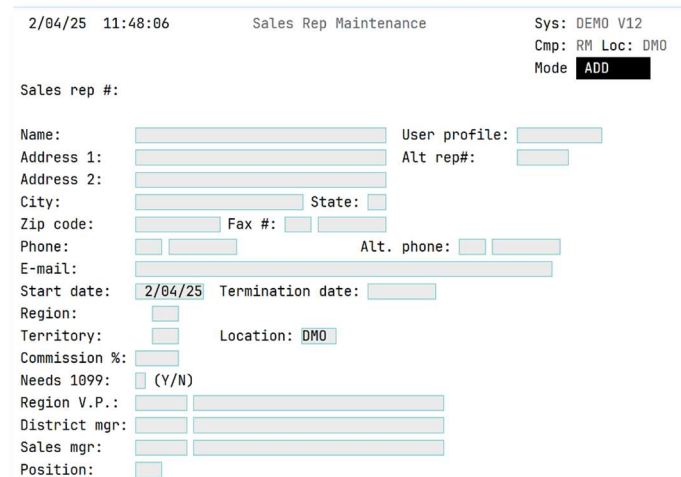 2/04/25 11:48:06 Sales Rep Maintenance Sys: DEMO V12
Cmp: RM Loc: DMO
Mode ADD
Sales rep #:
Name: User profile:
Address 1: Alt rep#:
Address 2:
City: State:
Zip code: Fax #:
Phone: Alt. phone:
E-mail:
Start date: 2/04/25 Termination date:
Region:
Territory: Location: DMO
Commission %:
Needs 1099: (Y/N)
Region V.P.:
District mgr:
Sales mgr:
Position: